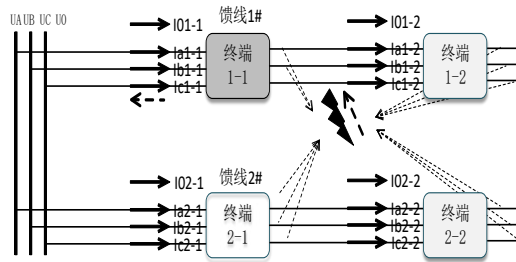 馈线1#
I01-1
I01-2
UAUB UC U0
Ia1-1
Ib1-1
Ic1-1
终端
1-1
Ia1-2
Ib1-2
Ic1-2
终端
1-2
馈线2#
I02-1
I02-2
Ia2-1
Ib2-1
Ic2-1
终端
2-1
Ia2-2
Ib2-2
Ic2-2
终端
2-2